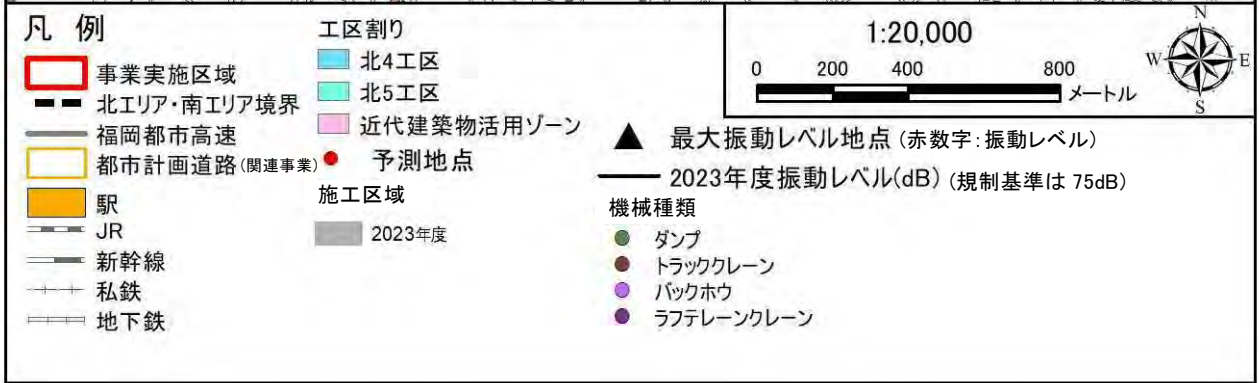 凡 例
事業実施区域
北エリア・南エリア境界
福岡都市高速
都市計画道路(関連事業)
駅
JR
新幹線
私鉄
地下鉄
工区割り
北4工区
北5工区
近代建築物活用ゾーン
予測地点
施工区域
2023年度
1:20,000
0 200 400 800
メートル
N
W E
S
最大振動レベル地点 (赤数字:振動レベル)
2023年度振動レベル(dB) (規制基準は 75dB)
機械種類
ダンプ
トラッククレーン
バックホウ
ラフテレーンクレーン